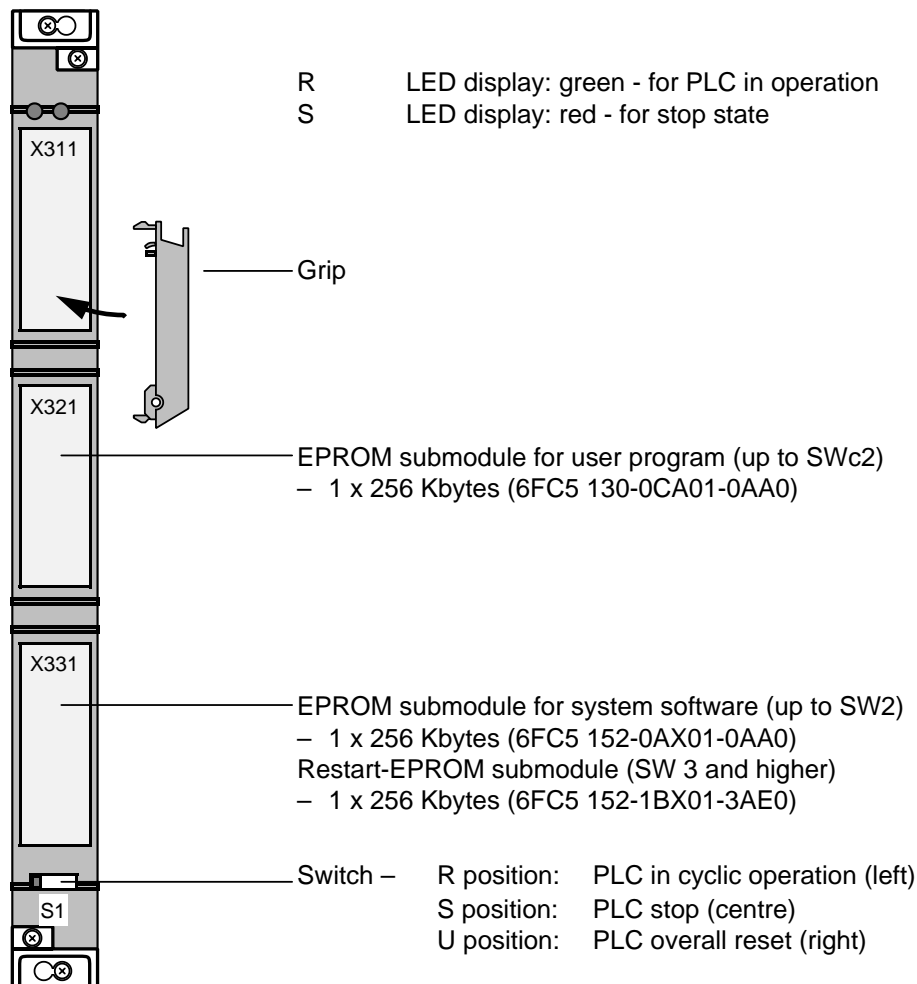 R LED display: green - for PLC in operation
S LED display: red - for stop state
X311
Grip
X321
EPROM submodule for user program (up to SWc2)
– 1 x 256 Kbytes (6FC5 130-0CA01-0AA0)
X331
EPROM submodule for system software (up to SW2)
– 1 x 256 Kbytes (6FC5 152-0AX01-0AA0)
Restart-EPROM submodule (SW 3 and higher)
– 1 x 256 Kbytes (6FC5 152-1BX01-3AE0)
Switch – R position: PLC in cyclic operation (left)
S1
S position: PLC stop (centre)
U position: PLC overall reset (right)